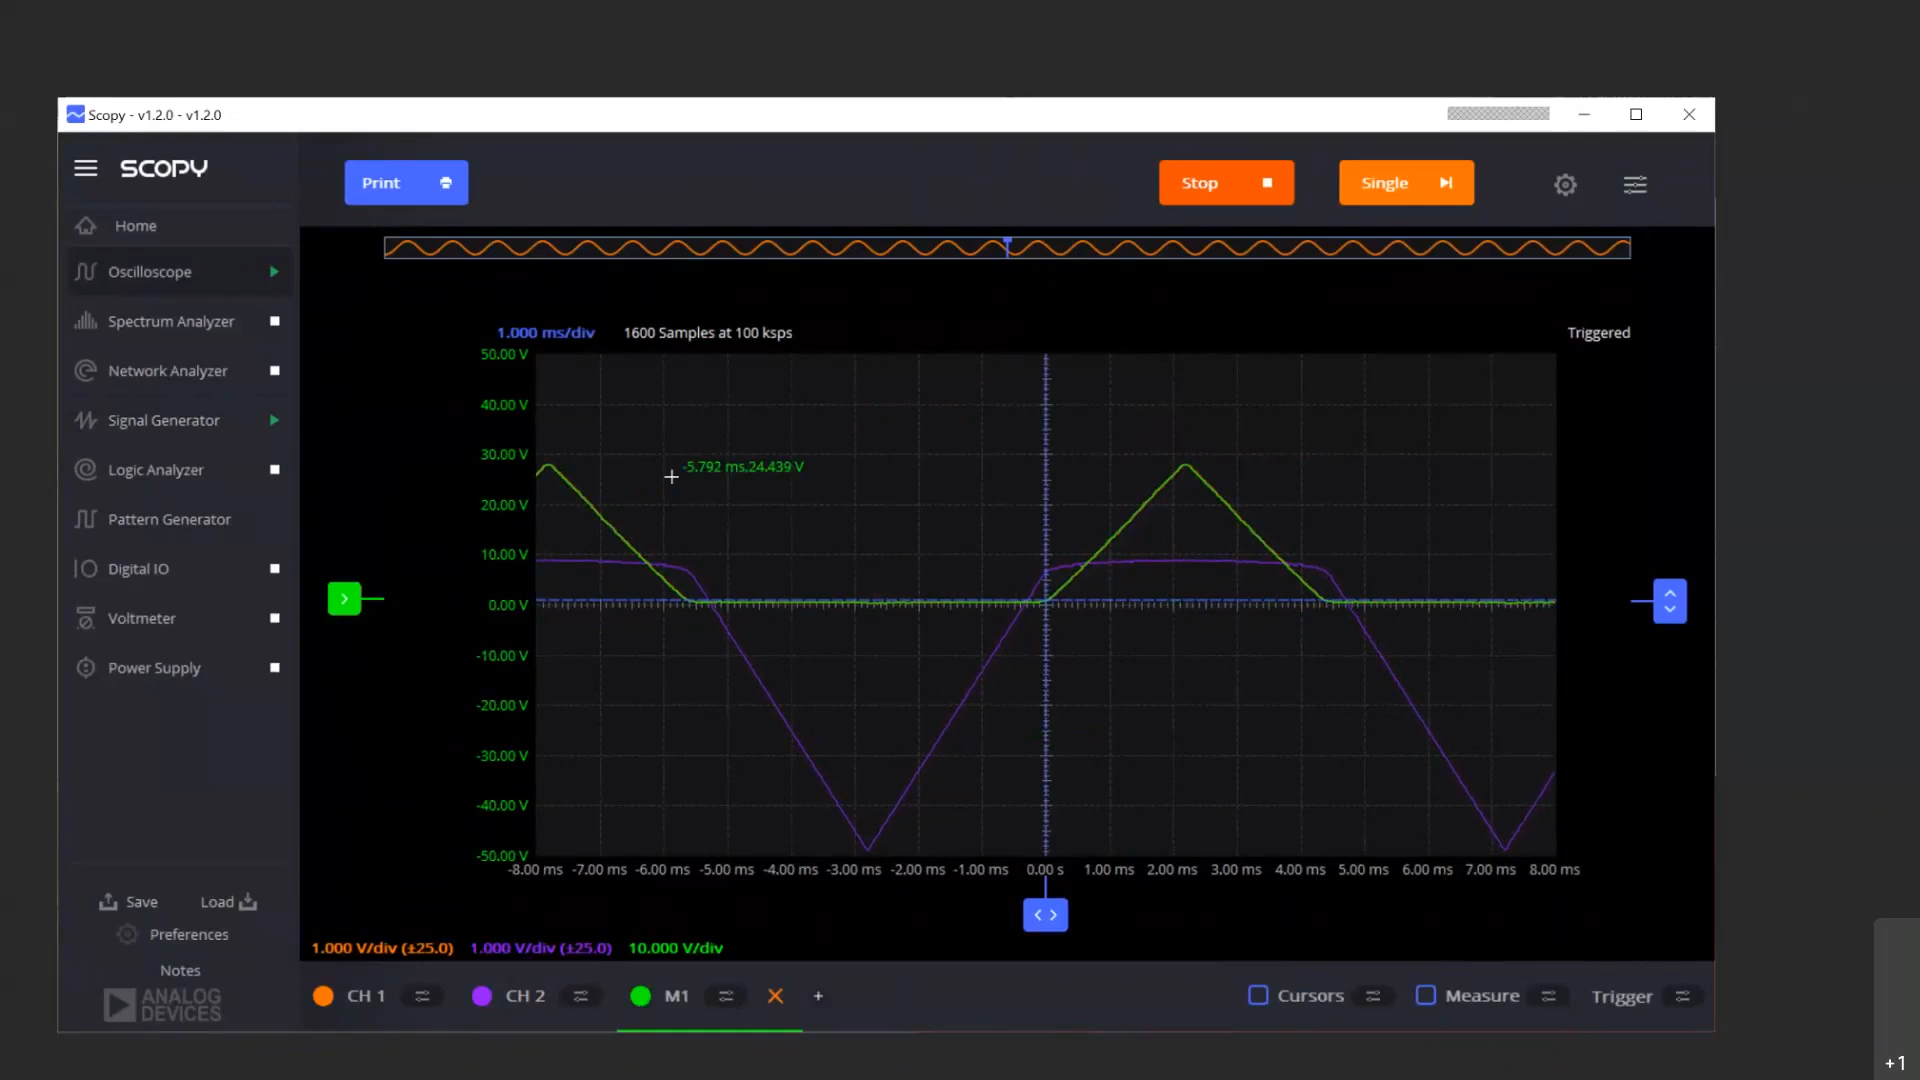 Scopy - v1.2.0 - v1.2.0
SCOPY
Print
Stop
Single
Home
Oscilloscope
Spectrum Analyzer
Network Analyzer
Signal Generator
Logic Analyzer
Pattern Generator
Digital IO
Voltmeter
Power Supply
Save
Load
Preferences
Notes
ANALOG
DEVICES
1.000 ms/div
1600 Samples at 100 ksps
Triggered
50.00 V
40.00 V
30.00 V
20.00 V
10.00 V
0.00 V
-10.00 V
-20.00 V
-30.00 V
-40.00 V
-50.00 V
-5.792 ms,24.439 V
-8.00 ms -7.00 ms -6.00 ms -5.00 ms -4.00 ms -3.00 ms -2.00 ms -1.00 ms 0.00 s 1.00 ms 2.00 ms 3.00 ms 4.00 ms 5.00 ms 6.00 ms 7.00 ms 8.00 ms
1.000 V/div (±25.0) 1.000 V/div (±25.0) 10.000 V/div
CH 1
CH 2
M1
+
Cursors
Measure
Trigger
+1